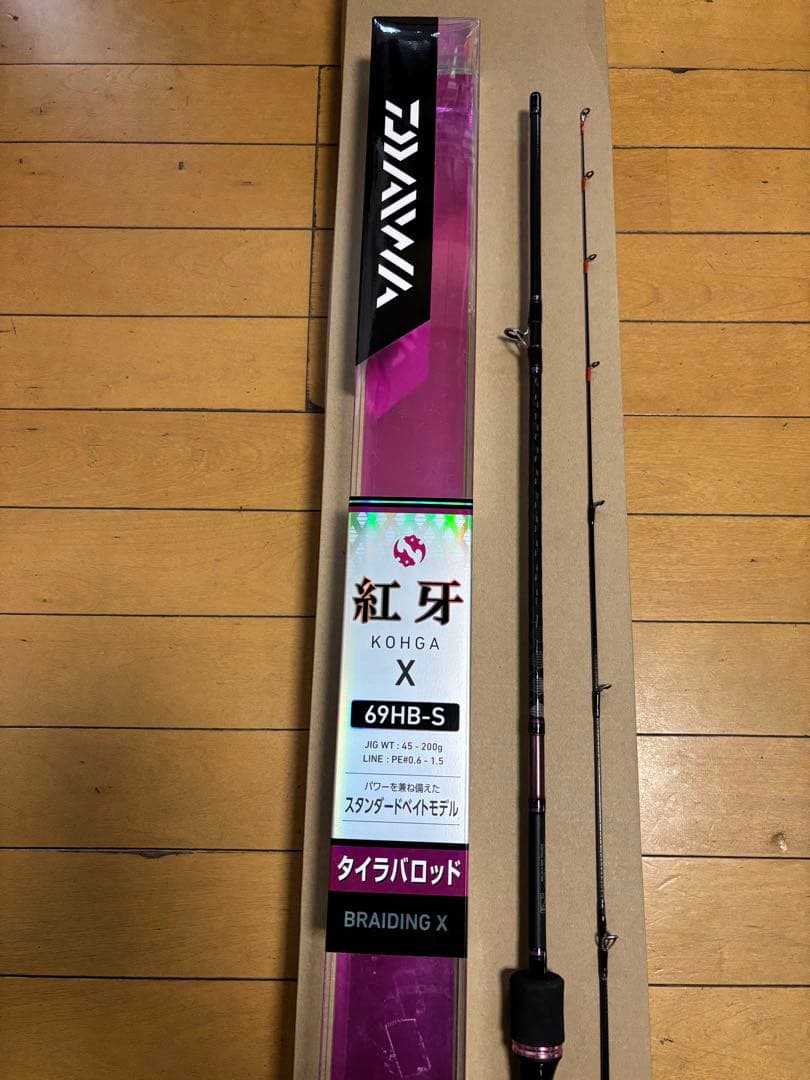 DAIWA
紅牙
KOHGA
X
69HB-S
JIG WT : 45 - 200g
LINE : PE#0.6 - 1.5
パワーを兼ね備えた
スタンダードベイトモデル
タイラバロッド
BRAIDING X